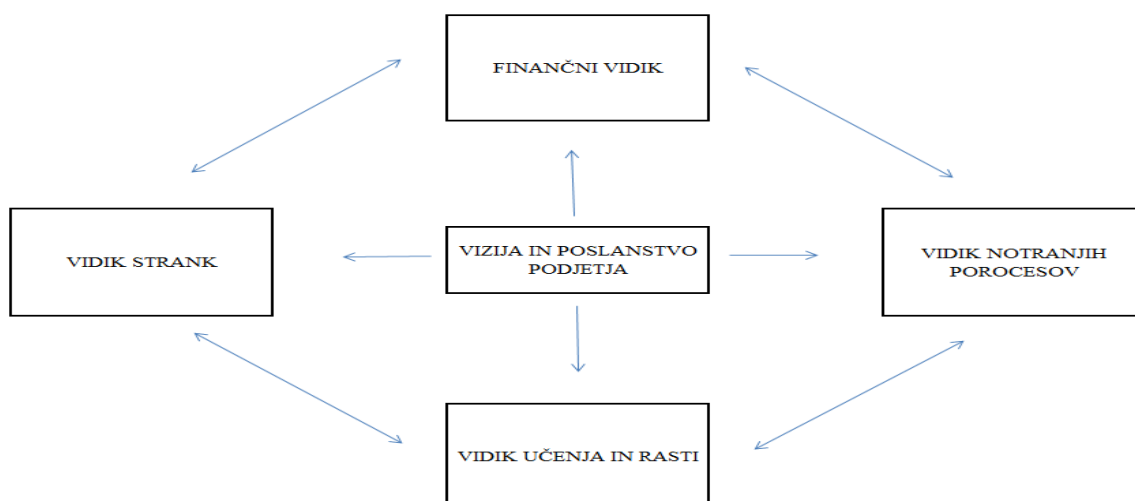 FINANČNI VIDIK
VIDIK STRANK
VIZIJA IN POSLANSTVO
PODJETJA
VIDIK NOTRANJIH
POROCESOV
VIDIK UČENJA IN RASTI